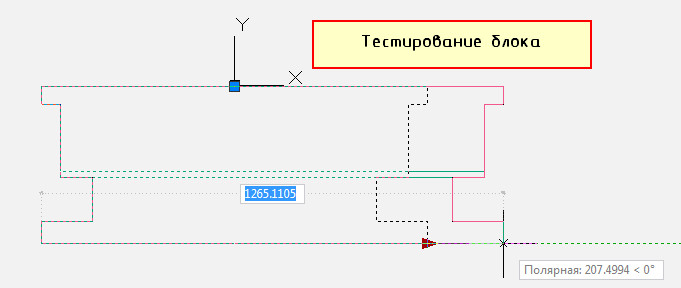 Y
Тестирование блока
X
1265.1105
Полярная: 207.4994 < 0°